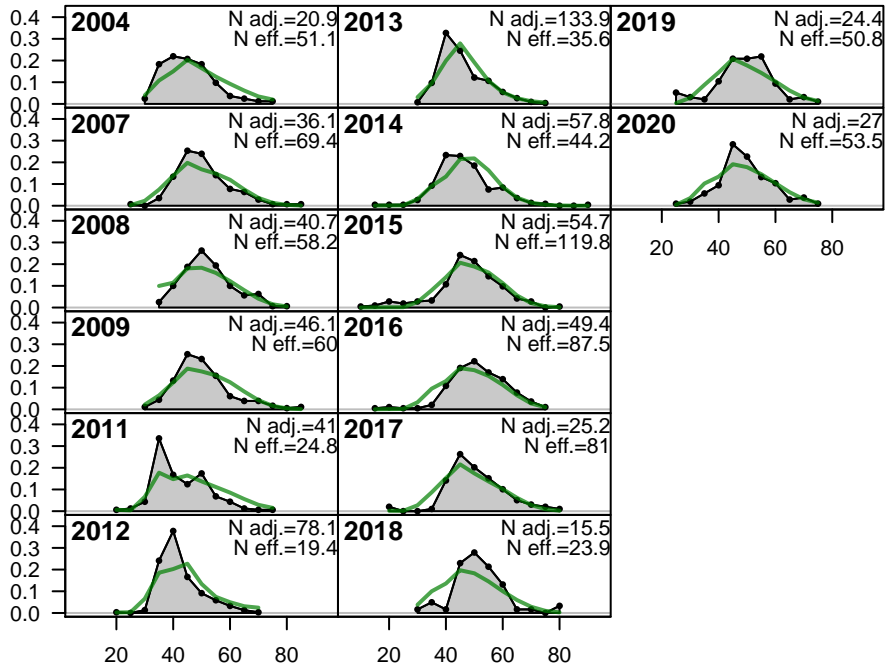 2004
N adj.=20.9
N eff.=51.1
0.4
0.3
0.2
0.1
0.0
2013
N adj.=133.9
N eff.=35.6
2019
N adj.=24.4
N eff.=50.8
2007
N adj.=36.1
N eff.=69.4
0.4
0.3
0.2
0.1
0.0
2014
N adj.=57.8
N eff.=44.2
2020
N adj.=27
N eff.=53.5
20 40 60 80
2008
N adj.=40.7
N eff.=58.2
0.4
0.3
0.2
0.1
0.0
2015
N adj.=54.7
N eff.=119.8
2009
N adj.=46.1
N eff.=60
0.4
0.3
0.2
0.1
0.0
2016
N adj.=49.4
N eff.=87.5
2011
N adj.=41
N eff.=24.8
0.4
0.3
0.2
0.1
0.0
2017
N adj.=25.2
N eff.=81
2012
N adj.=78.1
N eff.=19.4
0.4
0.3
0.2
0.1
0.0
2018
N adj.=15.5
N eff.=23.9
20 40 60 80
20 40 60 80